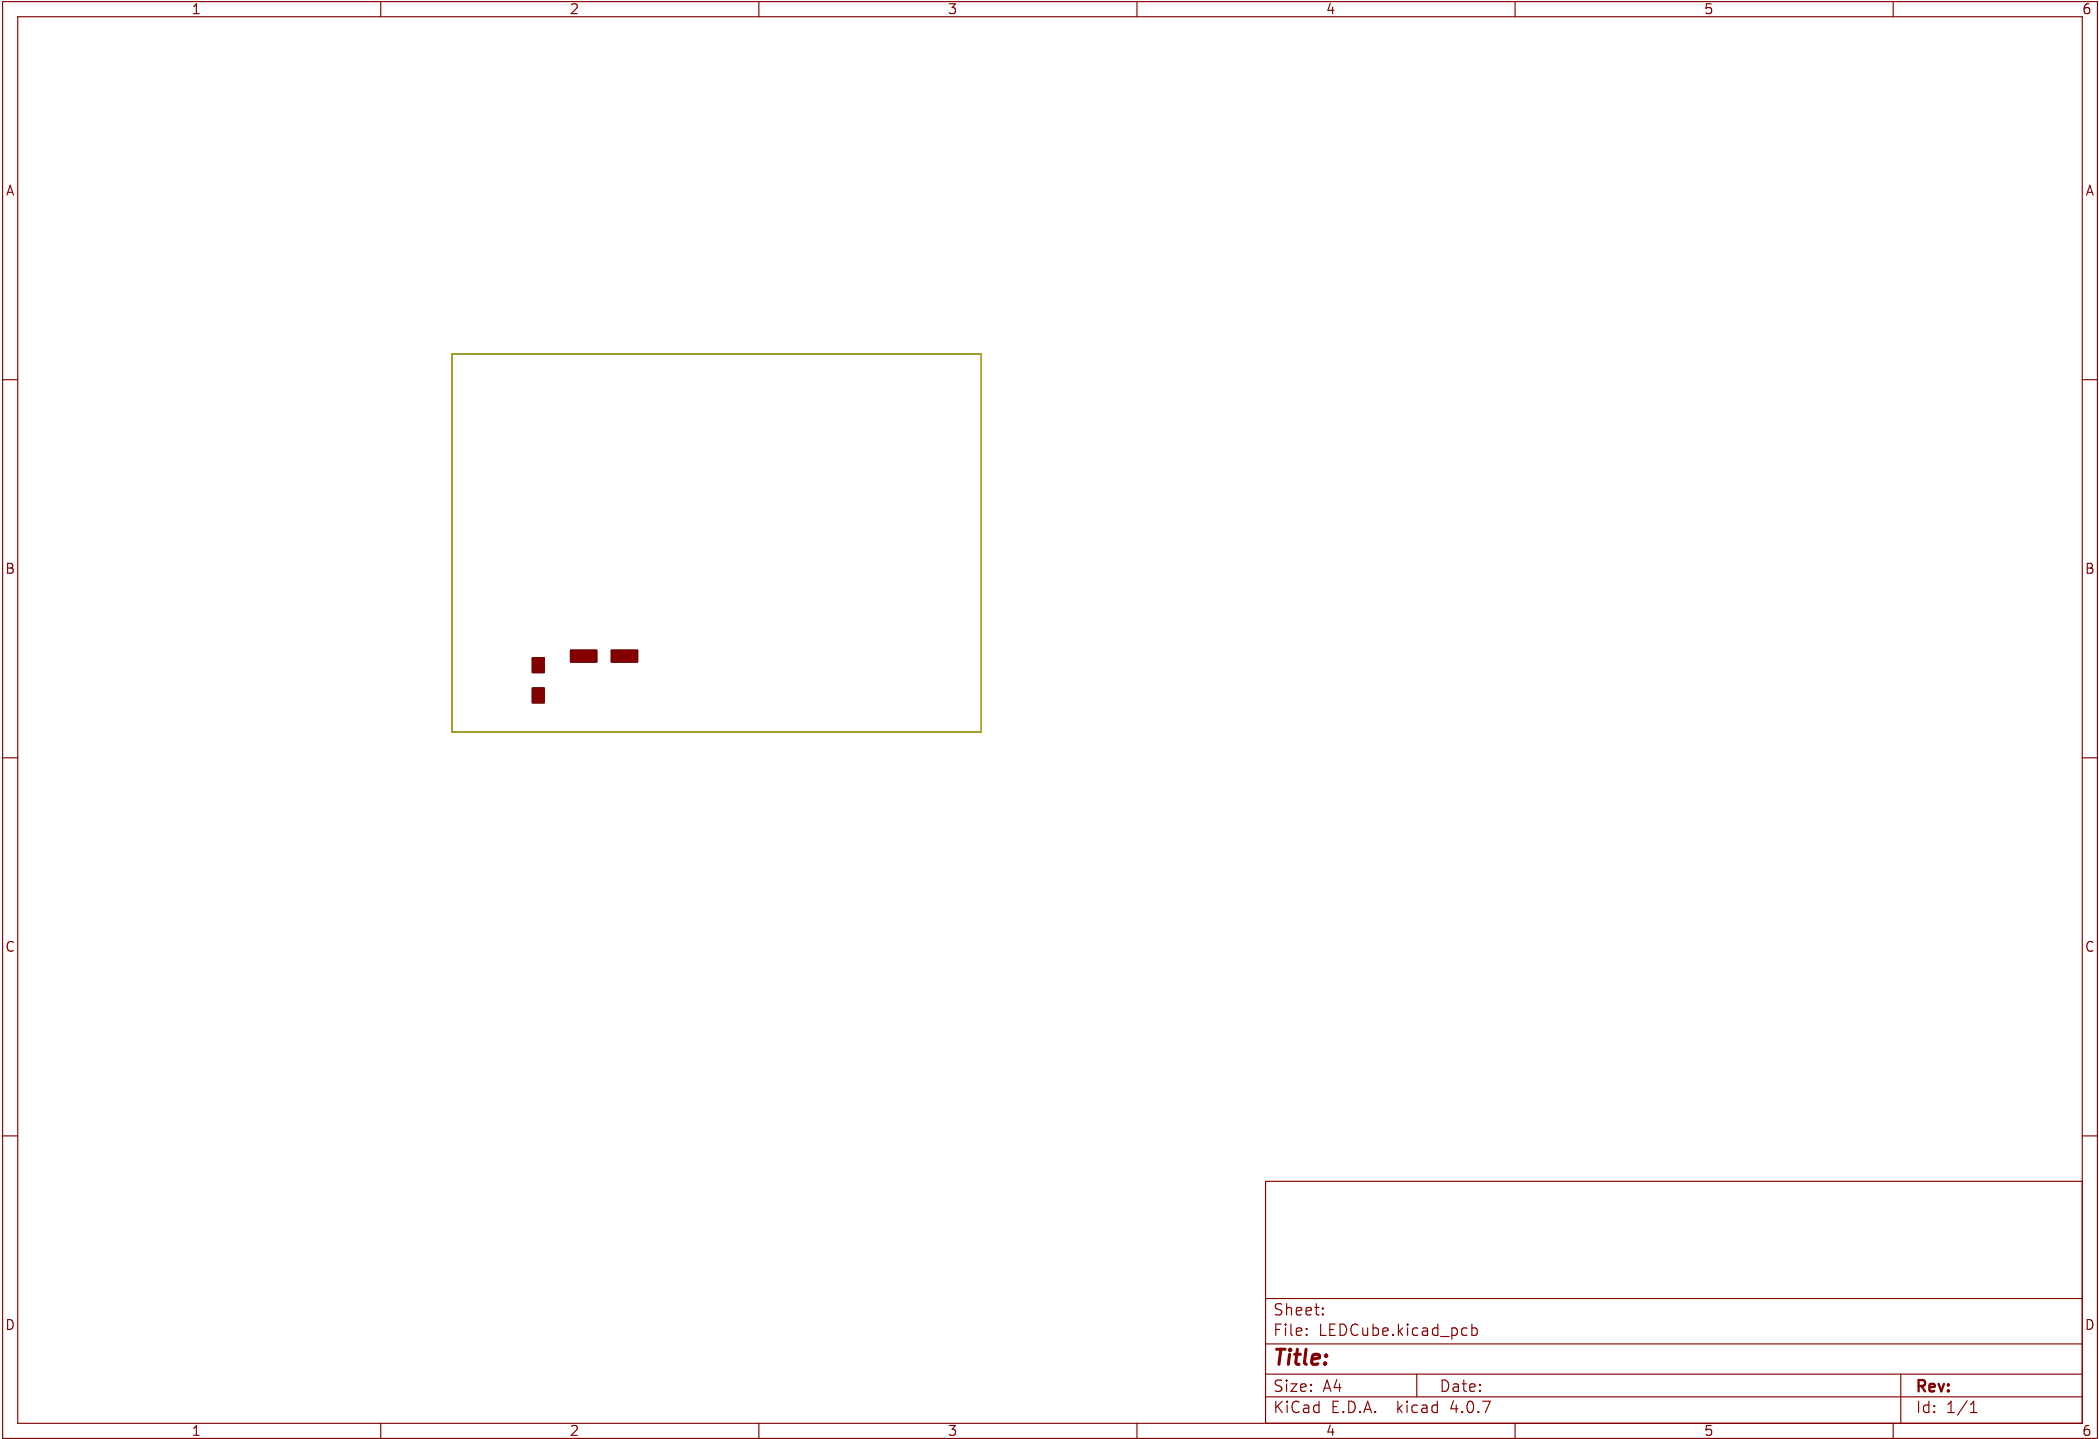 1 2 3 4 5 6
A A
B B
C C
D D
Sheet:
File: LEDCube.kicad_pcb
Title:
Size: A4 Date: Rev:
KiCad E.D.A. kicad 4.0.7 Id: 1/1
1 2 3 4 5 6